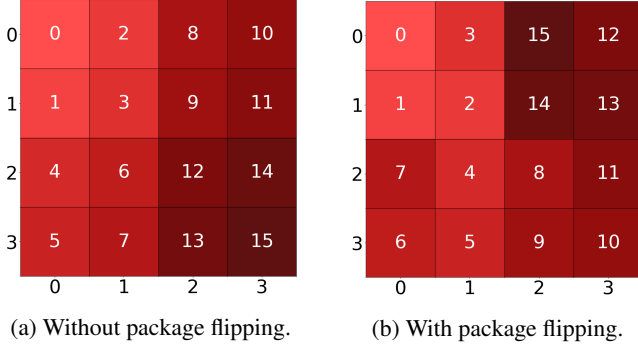 0 0 2 8 10
1 1 3 9 11
2 4 6 12 14
3 5 7 13 15
0 1 2 3
(a) Without package flipping.
0 0 3 15 12
1 1 2 14 13
2 7 4 8 11
3 6 5 9 10
0 1 2 3
(b) With package flipping.